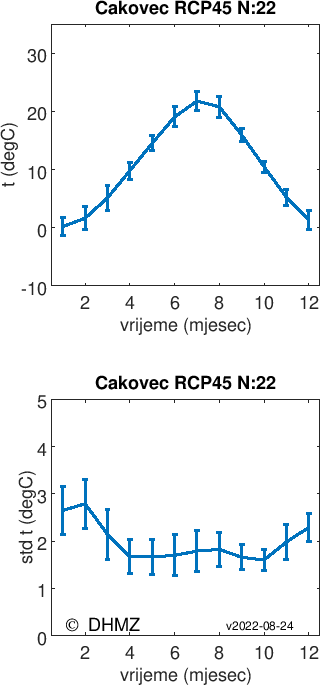 Cakovec RCP45 N:22
t (degC)
30
20
10
0
-10
2 4 6 8 10 12
vrijeme (mjesec)
Cakovec RCP45 N:22
std t (degC)
5
4
3
2
1
0
© DHMZ v2022-08-24
2 4 6 8 10 12
vrijeme (mjesec)